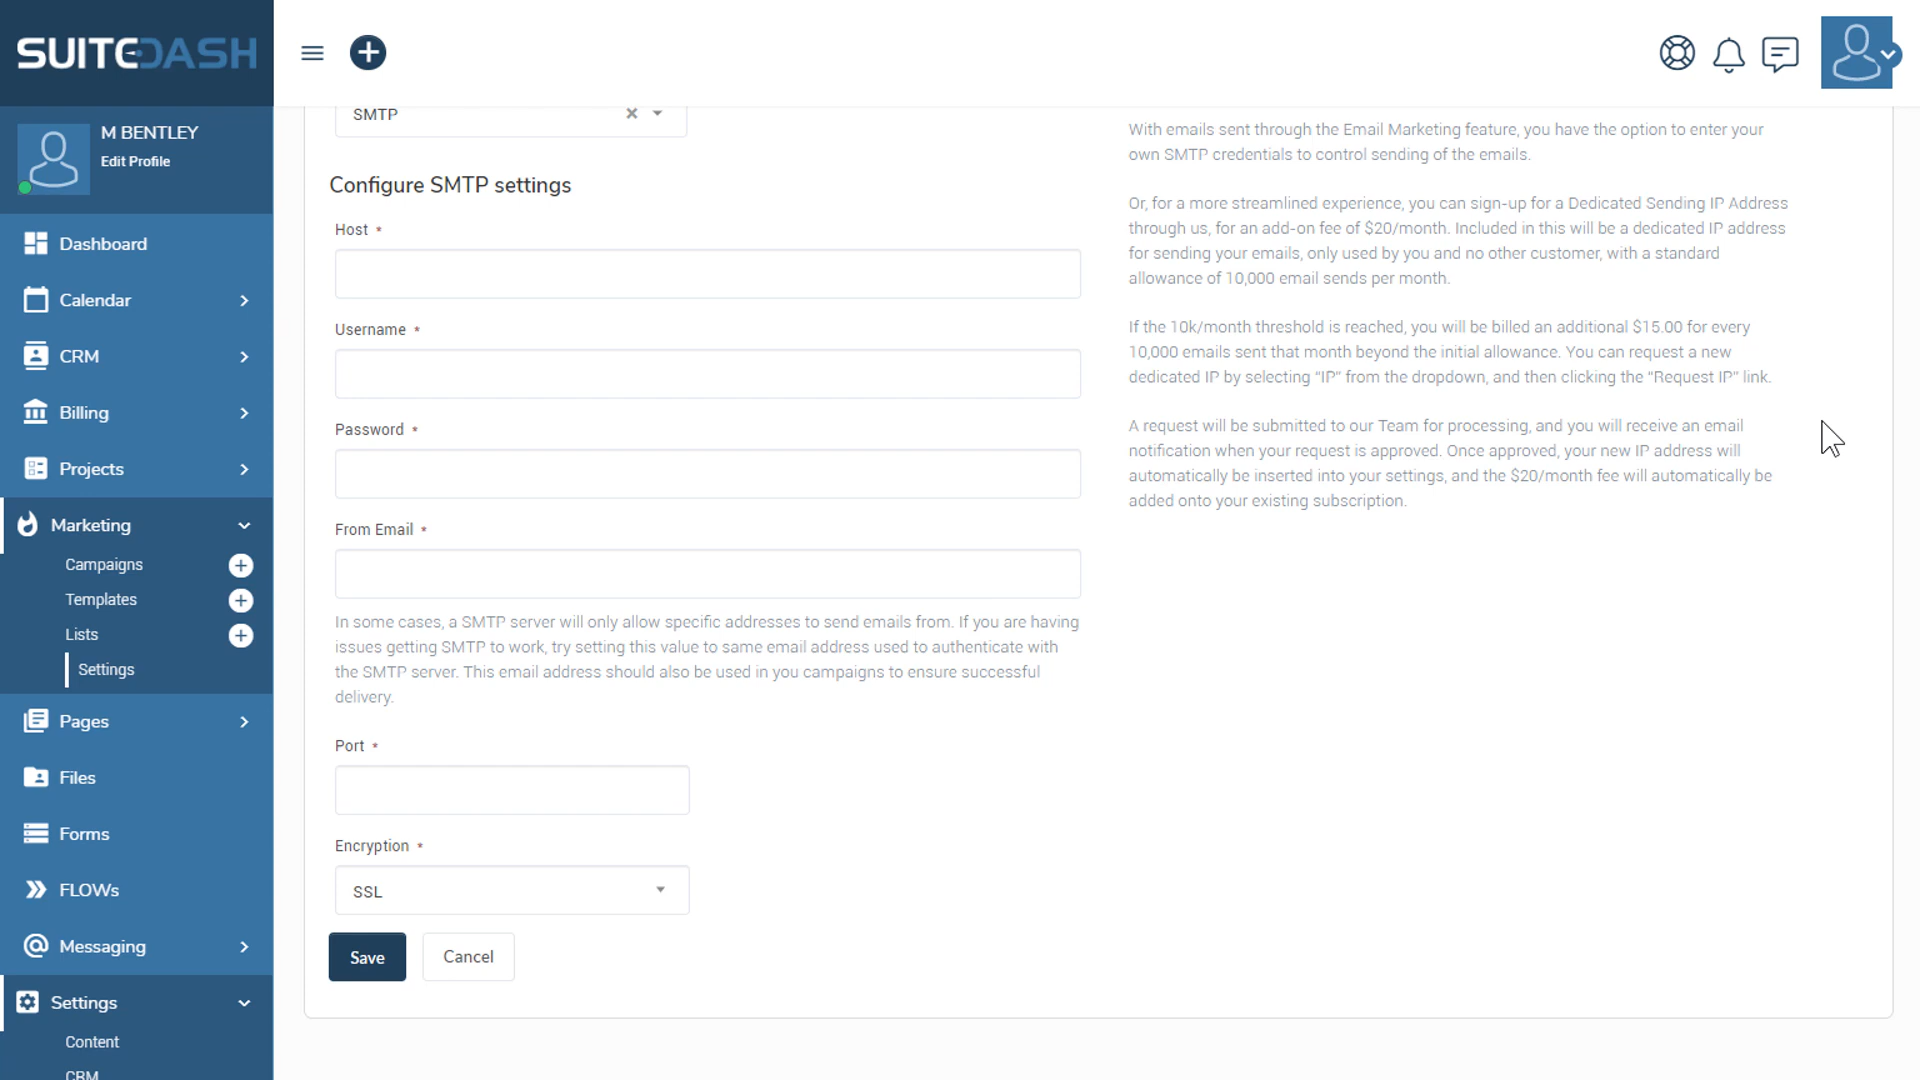 SUITEDASH
M BENTLEY
Edit Profile
Dashboard
Calendar
CRM
Billing
Projects
Marketing
Campaigns
Templates
Lists
Settings
Pages
Files
Forms
FLOWs
Messaging
Settings
Content
CRM
SMTP
Configure SMTP settings
Host *
Username *
Password *
From Email *
In some cases, a SMTP server will only allow specific addresses to send emails from. If you are having
issues getting SMTP to work, try setting this value to same email address used to authenticate with
the SMTP server. This email address should also be used in you campaigns to ensure successful
delivery.
Port *
Encryption *
SSL
Save
Cancel
With emails sent through the Email Marketing feature, you have the option to enter your
own SMTP credentials to control sending of the emails.
Or, for a more streamlined experience, you can sign-up for a Dedicated Sending IP Address
through us, for an add-on fee of $20/month. Included in this will be a dedicated IP address
for sending your emails, only used by you and no other customer, with a standard
allowance of 10,000 email sends per month.
If the 10k/month threshold is reached, you will be billed an additional $15.00 for every
10,000 emails sent that month beyond the initial allowance. You can request a new
dedicated IP by selecting “IP” from the dropdown, and then clicking the “Request IP” link.
A request will be submitted to our Team for processing, and you will receive an email
notification when your request is approved. Once approved, your new IP address will
automatically be inserted into your settings, and the $20/month fee will automatically be
added onto your existing subscription.